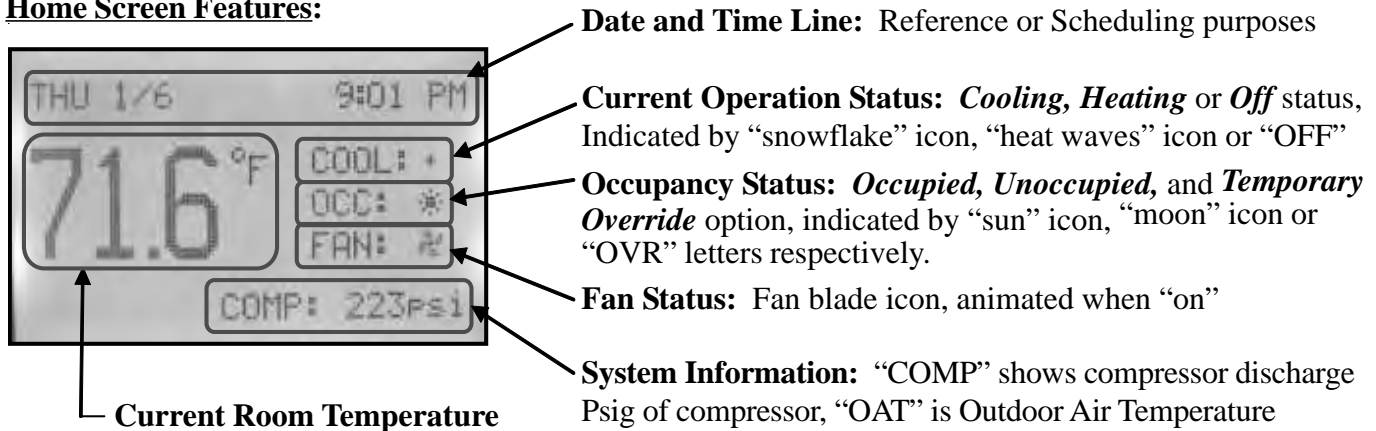 Home Screen Features:
THU 1/6 9:01 PM
71.6 °F
COOL:
OCC:
FAN:
COMP: 223psi
Current Room Temperature
Date and Time Line: Reference or Scheduling purposes
Current Operation Status: Cooling, Heating or Off status,
Indicated by “snowflake” icon, “heat waves” icon or “OFF”
Occupancy Status: Occupied, Unoccupied, and Temporary
Override option, indicated by “sun” icon, “moon” icon or
“OVR” letters respectively.
Fan Status: Fan blade icon, animated when “on”
System Information: “COMP” shows compressor discharge
Psig of compressor, “OAT” is Outdoor Air Temperature